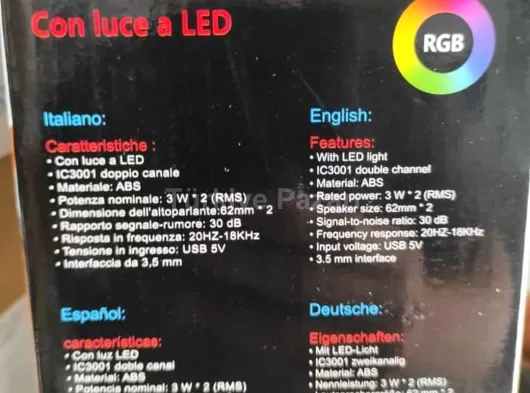 Con luce a LED
RGB
Italiano:
Caratteristiche :
• Con luce a LED
• IC3001 doppio canale
• Materiale: ABS
• Potenza nominale: 3 W * 2 (RMS)
• Dimensione dell'altoparlante:62mm * 2
• Rapporto segnale-rumore: 30 dB
• Risposta in frequenza: 20HZ-18KHz
• Tensione in ingresso: USB 5V
• Interfaccia da 3,5 mm
English:
Features:
• With LED light
• IC3001 double channel
• Material: ABS
• Rated power: 3 W * 2 (RMS)
• Speaker size: 62mm * 2
• Signal-to-noise ratio: 30 dB
• Frequency response: 20HZ-18KHz
• Input voltage: USB 5V
• 3.5 mm interface
Español:
características:
• Con luz LED
• IC3001 doble canal
• Material: ABS
• Potencia nominal: 3 W * 2 (RMS)
Deutsche:
Eigenschaften:
• Mit LED-Licht
• IC3001 zweikanalig
• Material: ABS
• Nennleistung: 3 W * 2 (RMS)